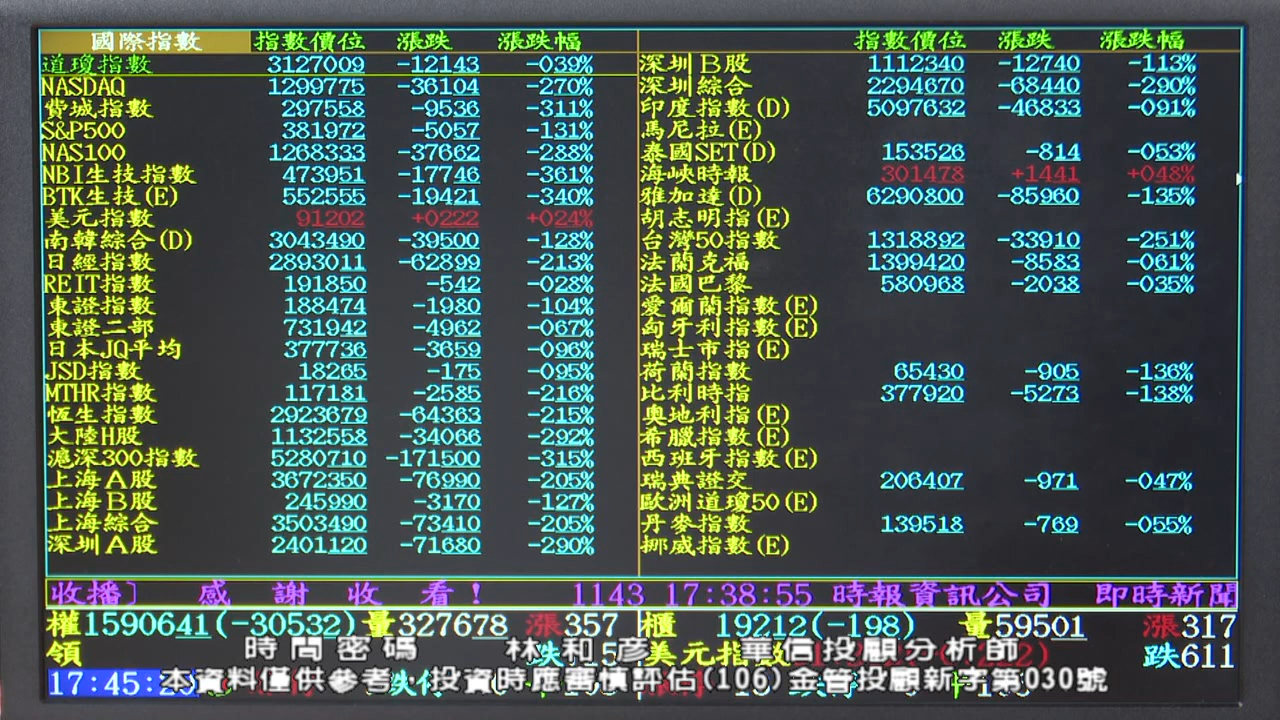 國際指數 指數價位 漲跌 漲跌幅 指數價位 漲跌 漲跌幅
道瓊指數 3127009 -12143 -039% 深圳B股 1112340 -12740 -113%
NASDAQ 1299775 -36104 -270% 深圳綜合 2294670 -68440 -290%
費城指數 297558 -9536 -311% 印度指數(D) 5097632 -46833 -091%
S&P500 381972 -5057 -131% 馬尼拉(E)
NAS100 1268333 -37662 -288% 泰國SET(D) 153526 -814 -053%
NBI生技指數 473951 -17746 -361% 海峽時報 301478 +1441 +048%
BTK生技(E) 552555 -19421 -340% 雅加達(D) 6290800 -85960 -135%
美元指數 91202 +0222 +024% 胡志明指(E)
南韓綜合(D) 3043490 -39500 -128% 台灣50指數 1318892 -33910 -251%
日經指數 2893011 -62899 -213% 法蘭克福 1399420 -8583 -061%
REIT指數 191850 -542 -028% 法國巴黎 580968 -2038 -035%
東證指數 188474 -1980 -104% 愛爾蘭指數(E)
東證二部 731942 -4962 -067% 匈牙利指數(E)
日本JQ平均 377736 -3659 -096% 瑞士市指(E)
JSD指數 18265 -175 -095% 荷蘭指數 65430 -905 -136%
MTHR指數 117181 -2585 -216% 比利時指 377920 -5273 -138%
恆生指數 2923679 -64363 -215% 奧地利指(E)
大陸H股 1132558 -34066 -292% 希臘指數(E)
滬深300指數 5280710 -171500 -315% 西班牙指數(E)
上海A股 3672350 -76990 -205% 瑞典證交 206407 -971 -047%
上海B股 245990 -3170 -127% 歐洲道瓊50(E)
上海綜合 3503490 -73410 -205% 丹麥指數 139518 -769 -055%
深圳A股 2401120 -71680 -290% 挪威指數(E)
收播〕 感 謝 收 看! 1143 17:38:55 時報資訊公司 即時新聞
權1590641(-30532)量327678 漲357 櫃 19212(-198) 量59501 漲317
領 美元指數 跌611
時間密碼 林和彥 華信投顧分析師
17:45:2
本資料僅供參考，投資時應審慎評估(106)金管投顧新字第030號